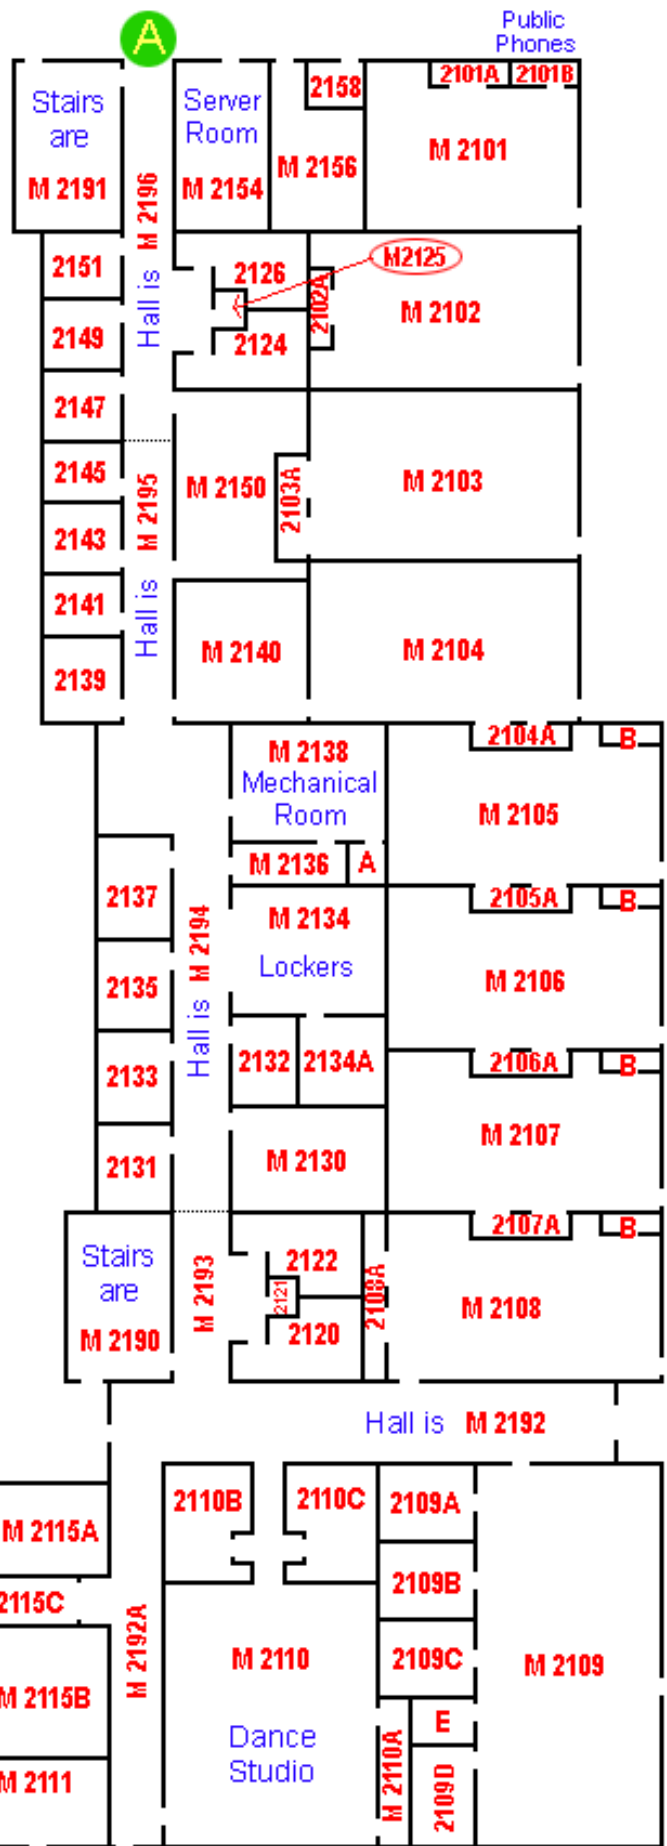 A
Public
Phones
2101A
2101B
2158
Stairs
are
M 2191
M 2196
Hall is
Server
Room
M 2154
M 2156
M 2101
2151
2149
2126
M2125
2124
2102A
M 2102
2147
2145
2143
2141
2139
M 2195
Hall is
M 2150
2103A
M 2103
M 2140
M 2104
M 2138
Mechanical
Room
2104A
B
M 2105
M 2136
A
2137
M 2194
Hall is
M 2134
Lockers
2105A
B
M 2106
2135
2133
2132
2134A
2106A
B
M 2107
2131
M 2130
2107A
B
Stairs
are
M 2190
M 2193
2122
2121
2120
2108A
M 2108
Hall is M 2192
2110B
2110C
2109A
M 2115A
2109B
2115C
M 2192A
M 2110
2109C
M 2109
M 2115B
Dance
Studio
E
M 2110A
2109D
M 2111